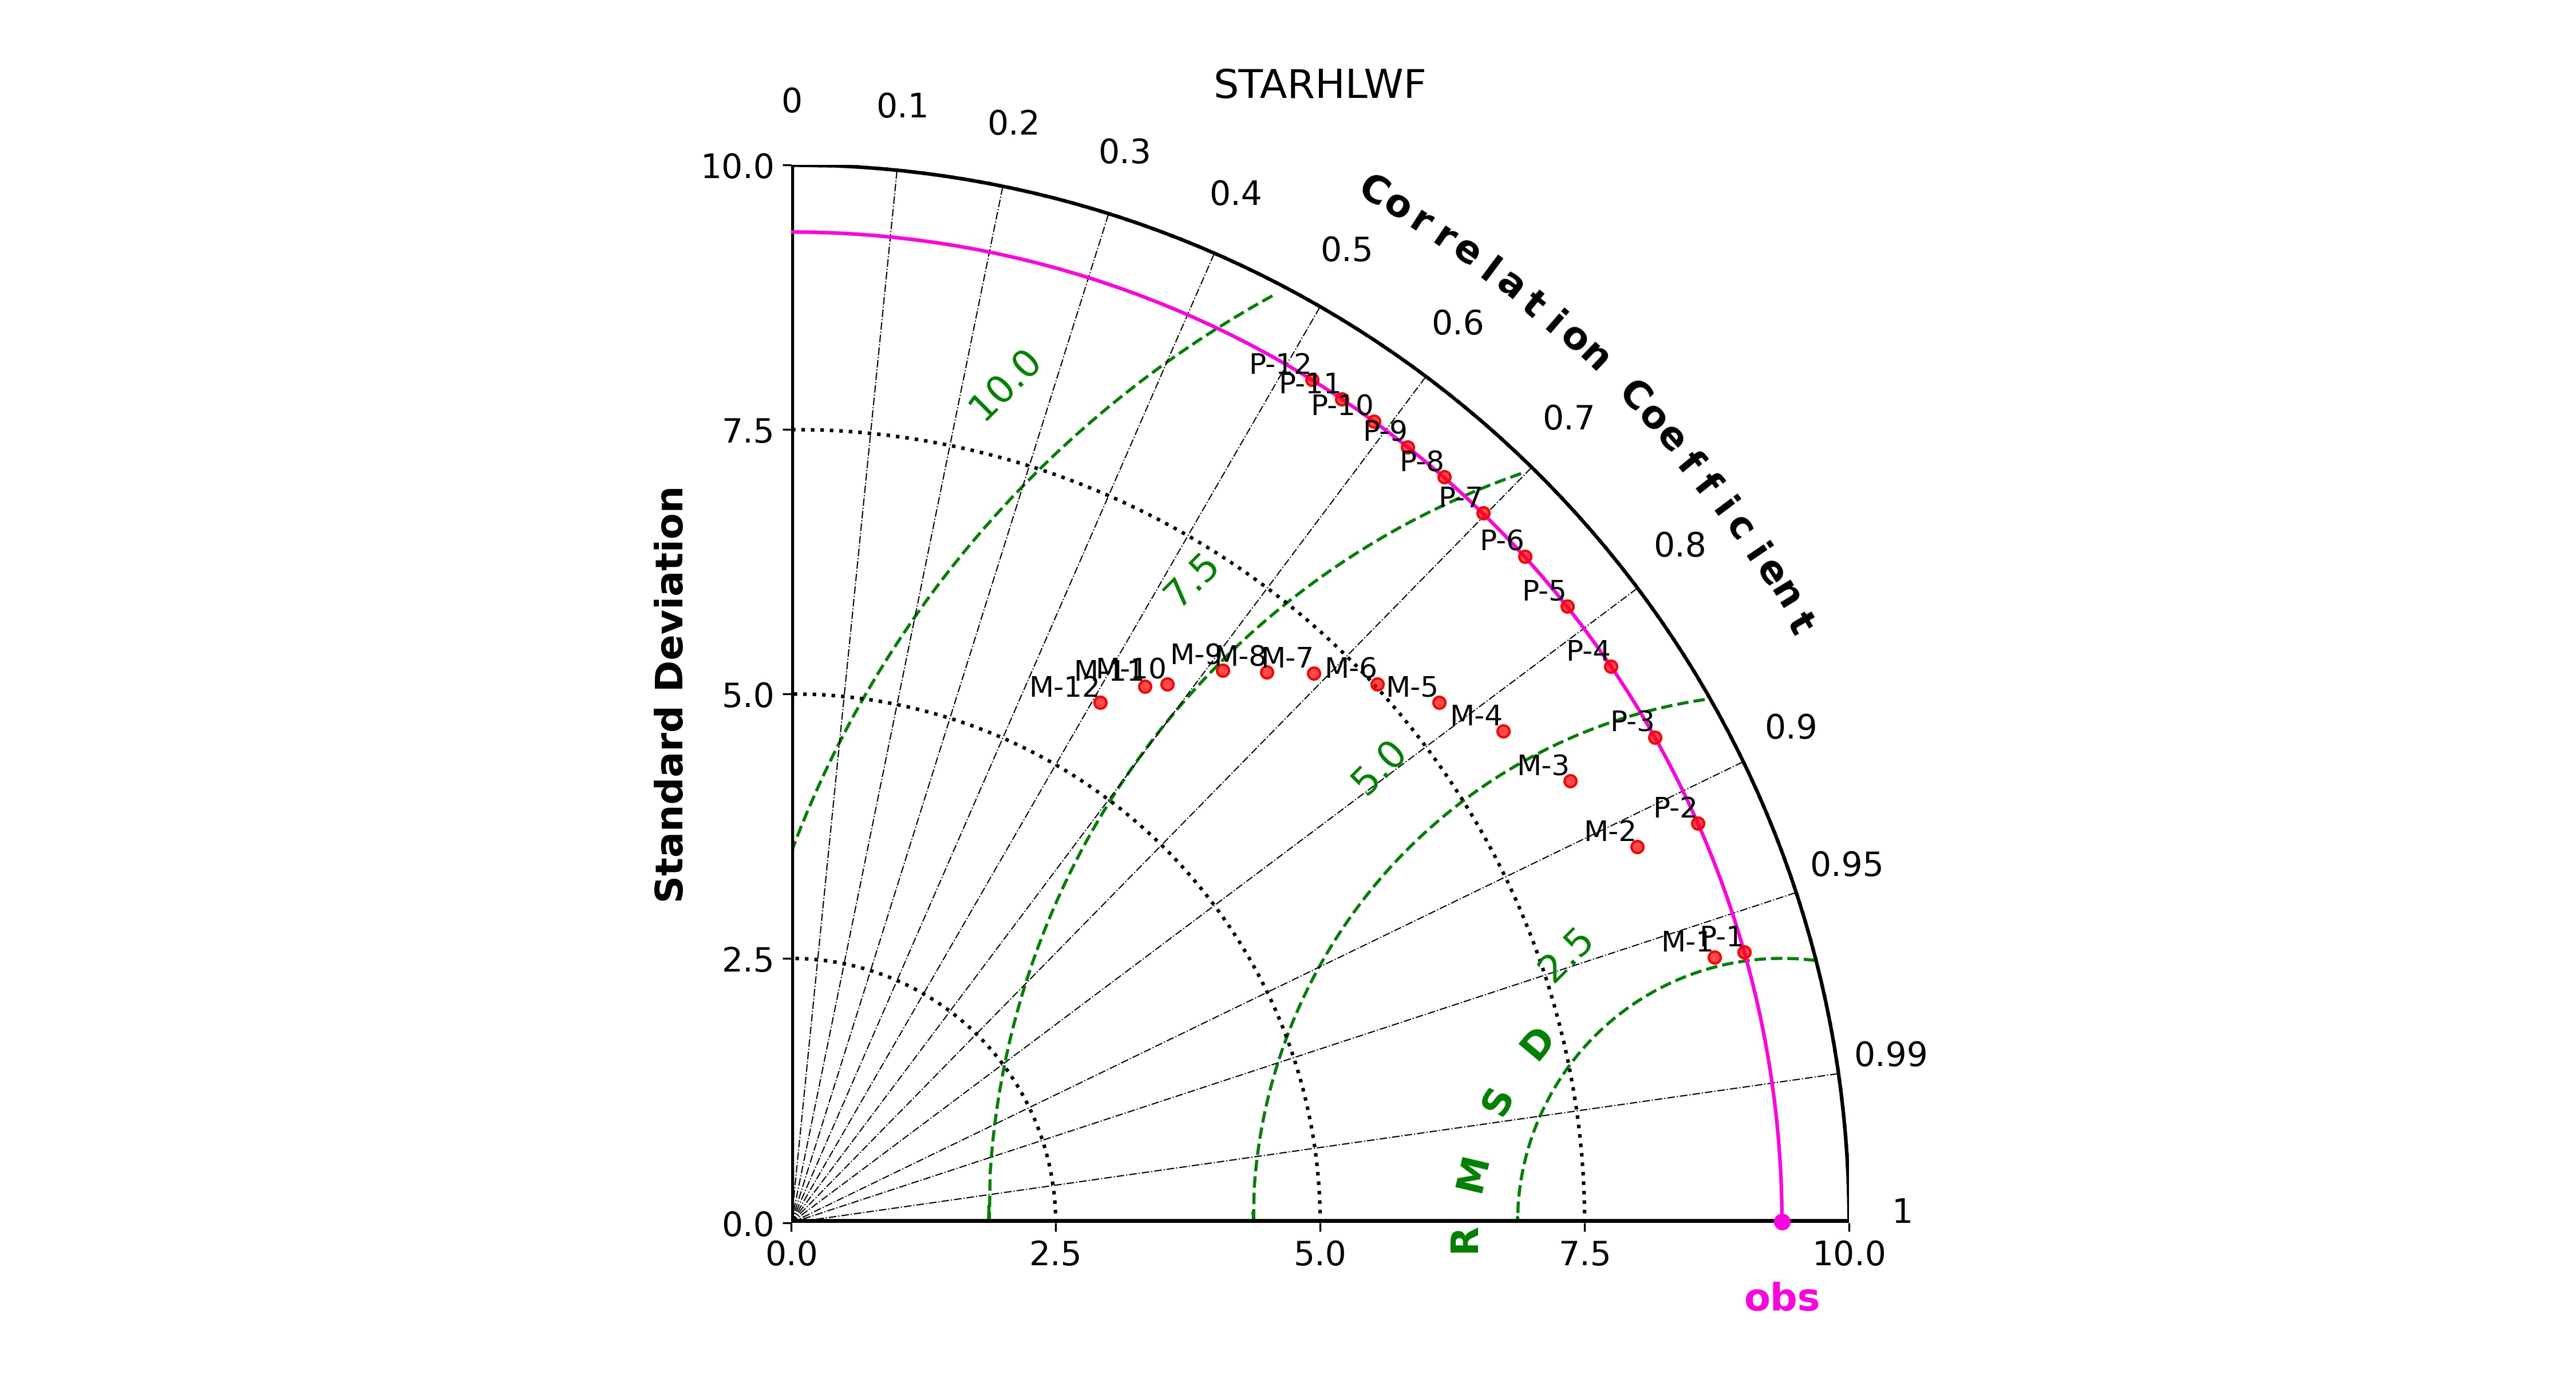 STARHLWF
0
0.1
0.2
0.3
0.4
0.5
0.6
0.7
0.8
0.9
0.95
0.99
1
Correlation Coefficient
Standard Deviation
10.0
7.5
5.0
2.5
0.0
0.0
2.5
5.0
7.5
10.0
obs
10.0
7.5
5.0
2.5
RMSD
P-12
P-11
P-10
P-9
P-8
P-7
P-6
P-5
P-4
P-3
P-2
P-1
M-12
M-11
M-10
M-9
M-8
M-7
M-6
M-5
M-4
M-3
M-2
M-1